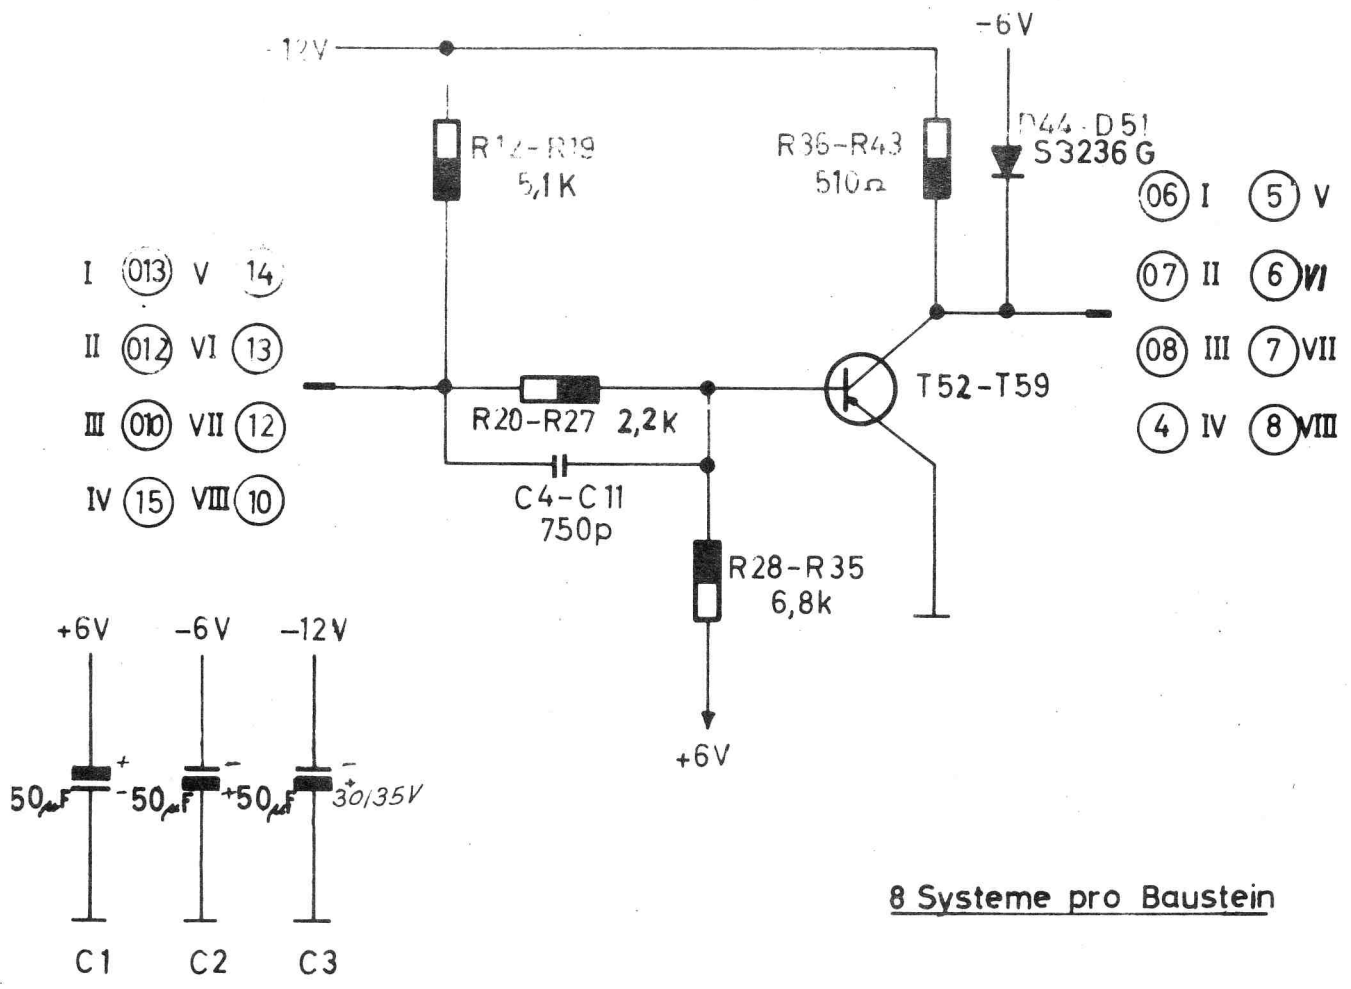 -6V
-12V
D44-D51
S3236G
R12-R19
5,1K
R36-R43
510Ω
06 I 5 V
I 013 V 14
07 II 6 VI
II 012 VI 13
08 III 7 VII
T52-T59
III 010 VII 12
R20-R27 2,2K
4 IV 8 VIII
IV 15 VIII 10
C4-C11
750p
R28-R35
6,8k
+6V -6V -12V
+6V
+ - -
50µF - 50µF + 50µF + 30/35V
8 Systeme pro Baustein
C1 C2 C3